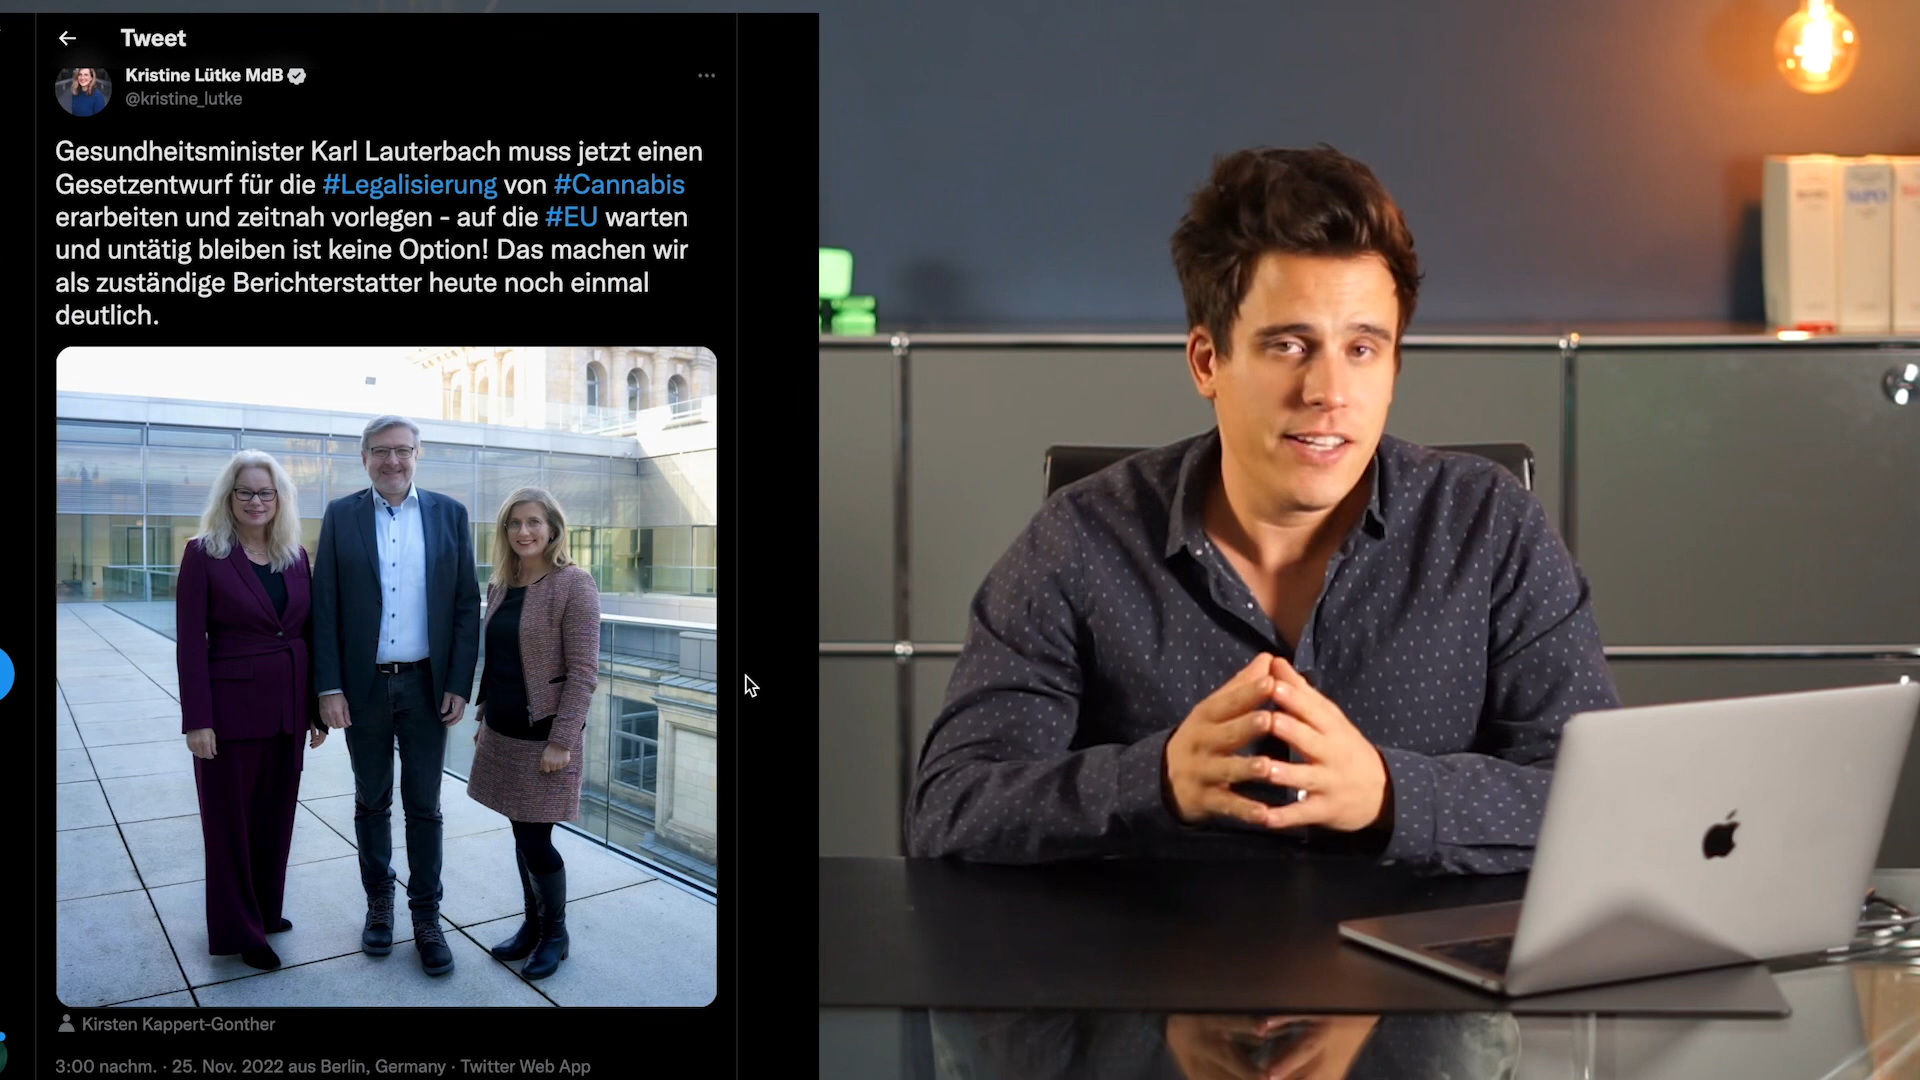 Tweet
Kristine Lütke MdB
@kristine_lutke
Gesundheitsminister Karl Lauterbach muss jetzt einen
Gesetzentwurf für die #Legalisierung von #Cannabis
erarbeiten und zeitnah vorlegen - auf die #EU warten
und untätig bleiben ist keine Option! Das machen wir
als zuständige Berichterstatter heute noch einmal
deutlich.
Kirsten Kappert-Gonther
3:00 nachm. · 25. Nov. 2022 aus Berlin, Germany · Twitter Web App